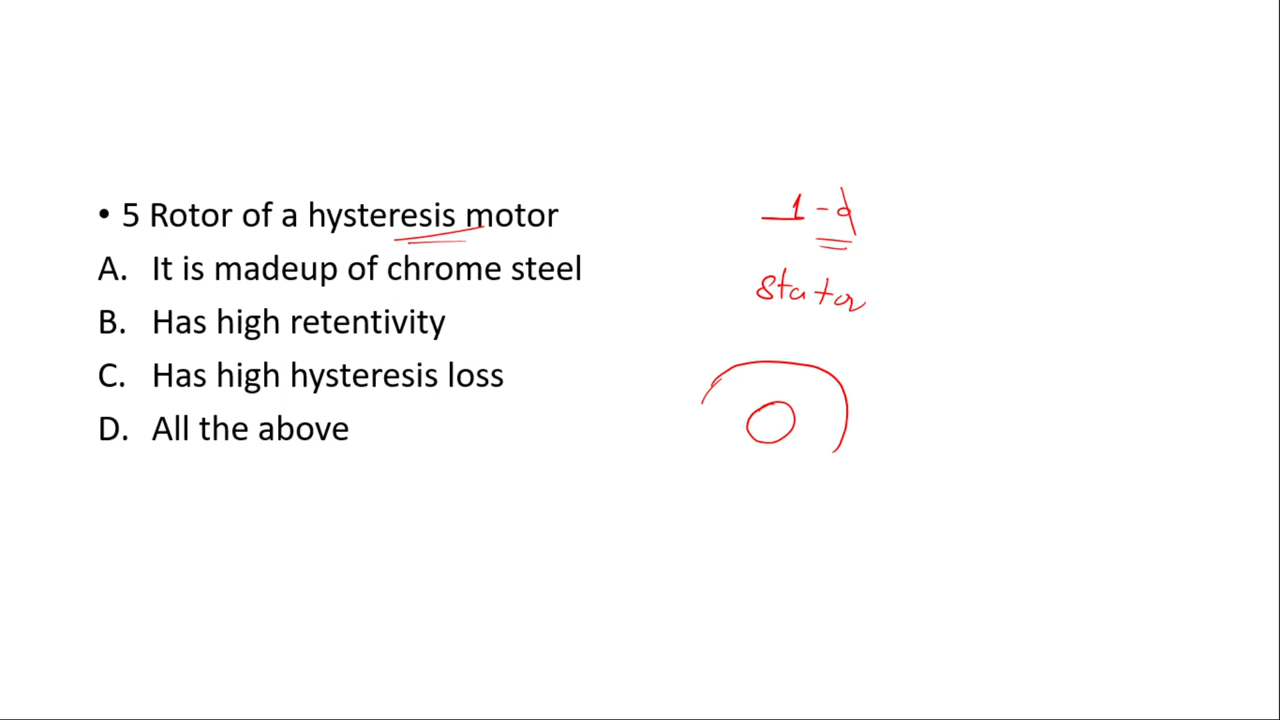 • 5 Rotor of a hysteresis motor
A. It is madeup of chrome steel
B. Has high retentivity
C. Has high hysteresis loss
D. All the above
1-ϕ
stator